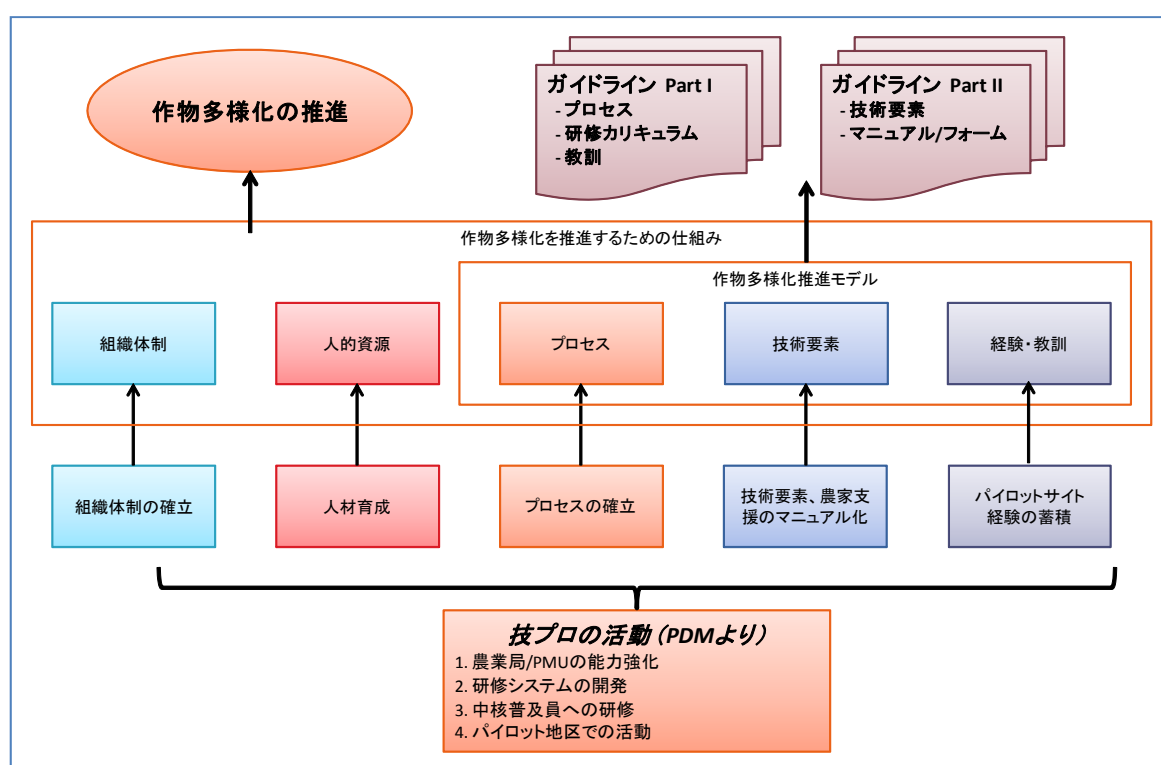 作物多様化の推進
ガイドライン Part I
- プロセス
- 研修カリキュラム
- 教訓
ガイドライン Part II
- 技術要素
- マニュアル/フォーム
作物多様化を推進するための仕組み
作物多様化推進モデル
組織体制
人的資源
プロセス
技術要素
経験・教訓
組織体制の確立
人材育成
プロセスの確立
技術要素、農家支
援のマニュアル化
パイロットサイト
経験の蓄積
技プロの活動（PDMより）
1. 農業局/PMUの能力強化
2. 研修システムの開発
3. 中核普及員への研修
4. パイロット地区での活動